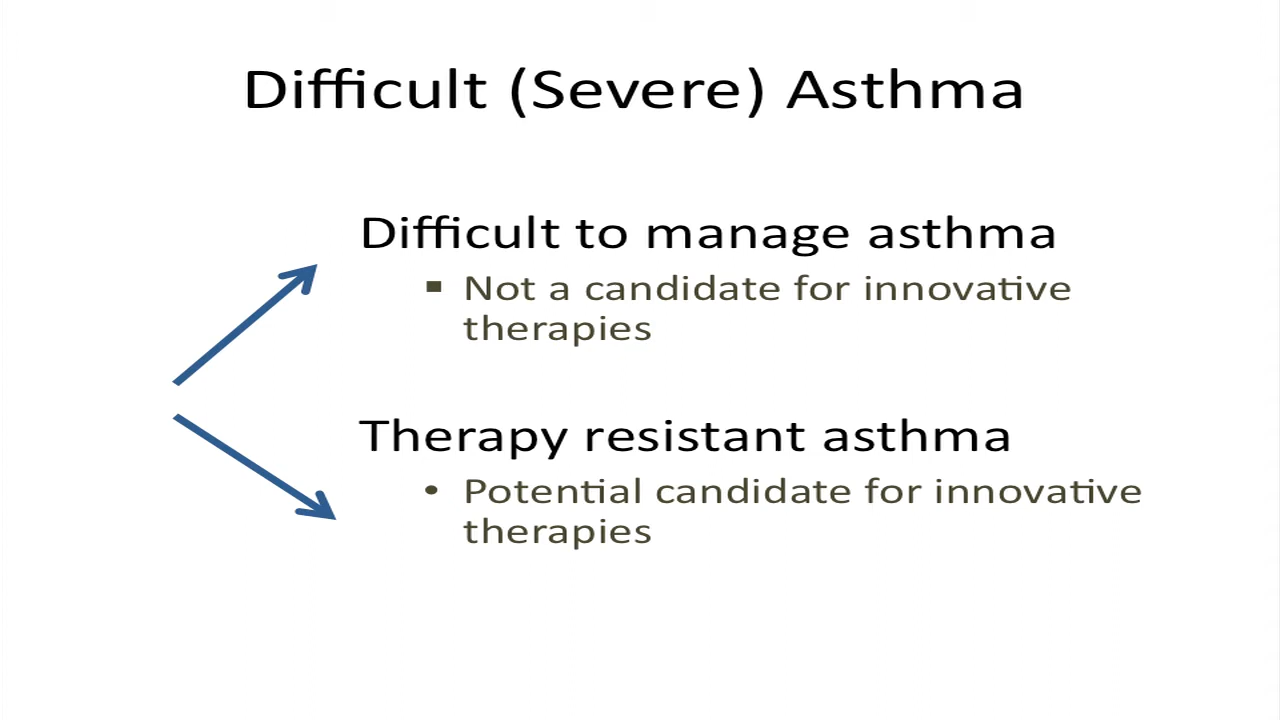 Difficult (Severe) Asthma
Difficult to manage asthma
▪ Not a candidate for innovative
therapies
Therapy resistant asthma
• Potential candidate for innovative
therapies